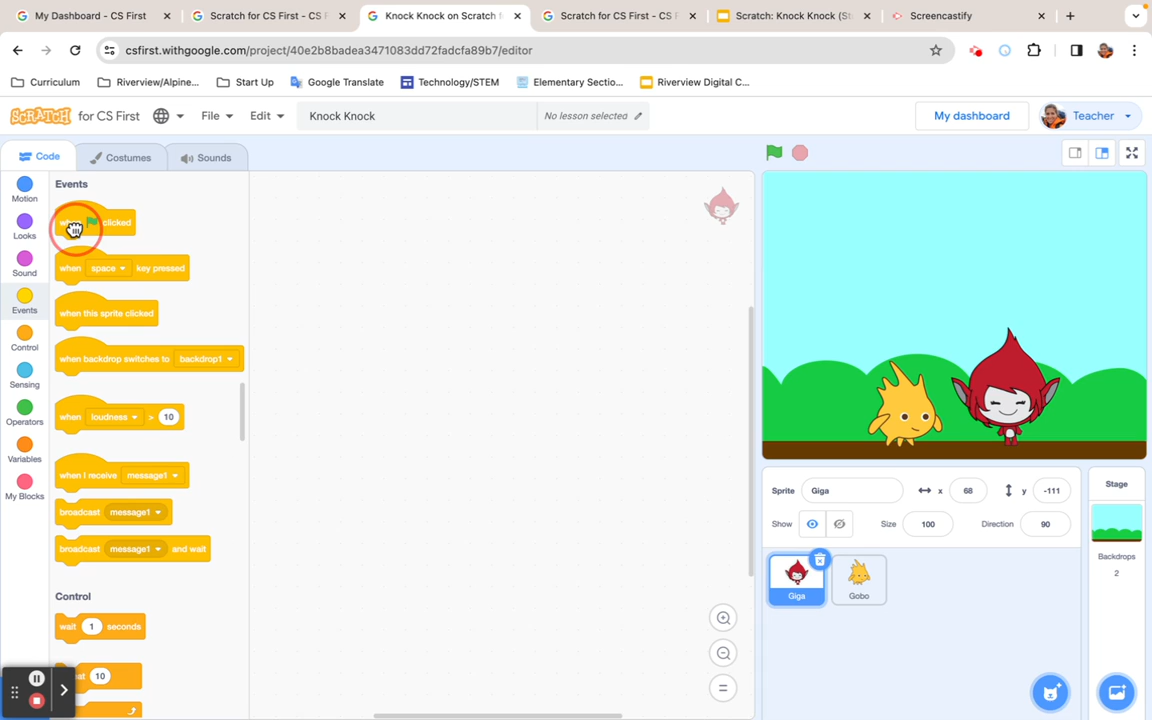 My Dashboard - CS First
Scratch for CS First - CS F
Knock Knock on Scratch f
Scratch for CS First - CS F
Scratch: Knock Knock (St
Screencastify
csfirst.withgoogle.com/project/40e2b8badea3471083dd72fadcfa89b7/editor
Curriculum
Riverview/Alpine...
Start Up
Google Translate
Technology/STEM
Elementary Sectio...
Riverview Digital C...
SCRATCH for CS First
File
Edit
Knock Knock
No lesson selected
My dashboard
Teacher
Code
Costumes
Sounds
Motion
Looks
Sound
Events
Control
Sensing
Operators
Variables
My Blocks
Events
clicked
when space key pressed
when this sprite clicked
when backdrop switches to backdrop1
when loudness > 10
when I receive message1
broadcast message1
broadcast message1 and wait
Control
wait 1 seconds
10
Sprite Giga x 68 y -111
Show Size 100 Direction 90
Giga
Gobo
Stage
Backdrops
2